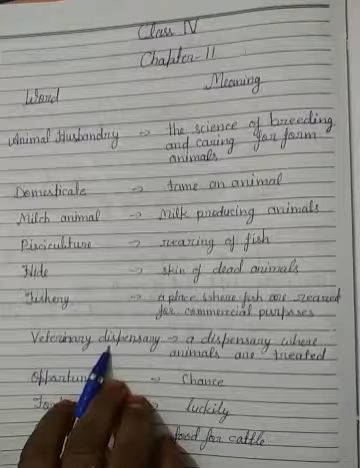 Class IV
Chapter-11
Word Meaning
Animal Husbandry → the science of breeding
and caring for form
animals.
Domesticate → tame an animal
Milch animal → Milk producing animals
Pisciculture → rearing of fish
Hide → skin of dead animals
Fishery → a place where fish are reared
for commercial purposes
Veterinary dispensary → a dispensary where
animals are treated
→ Chance
→ luckily
food for cattle